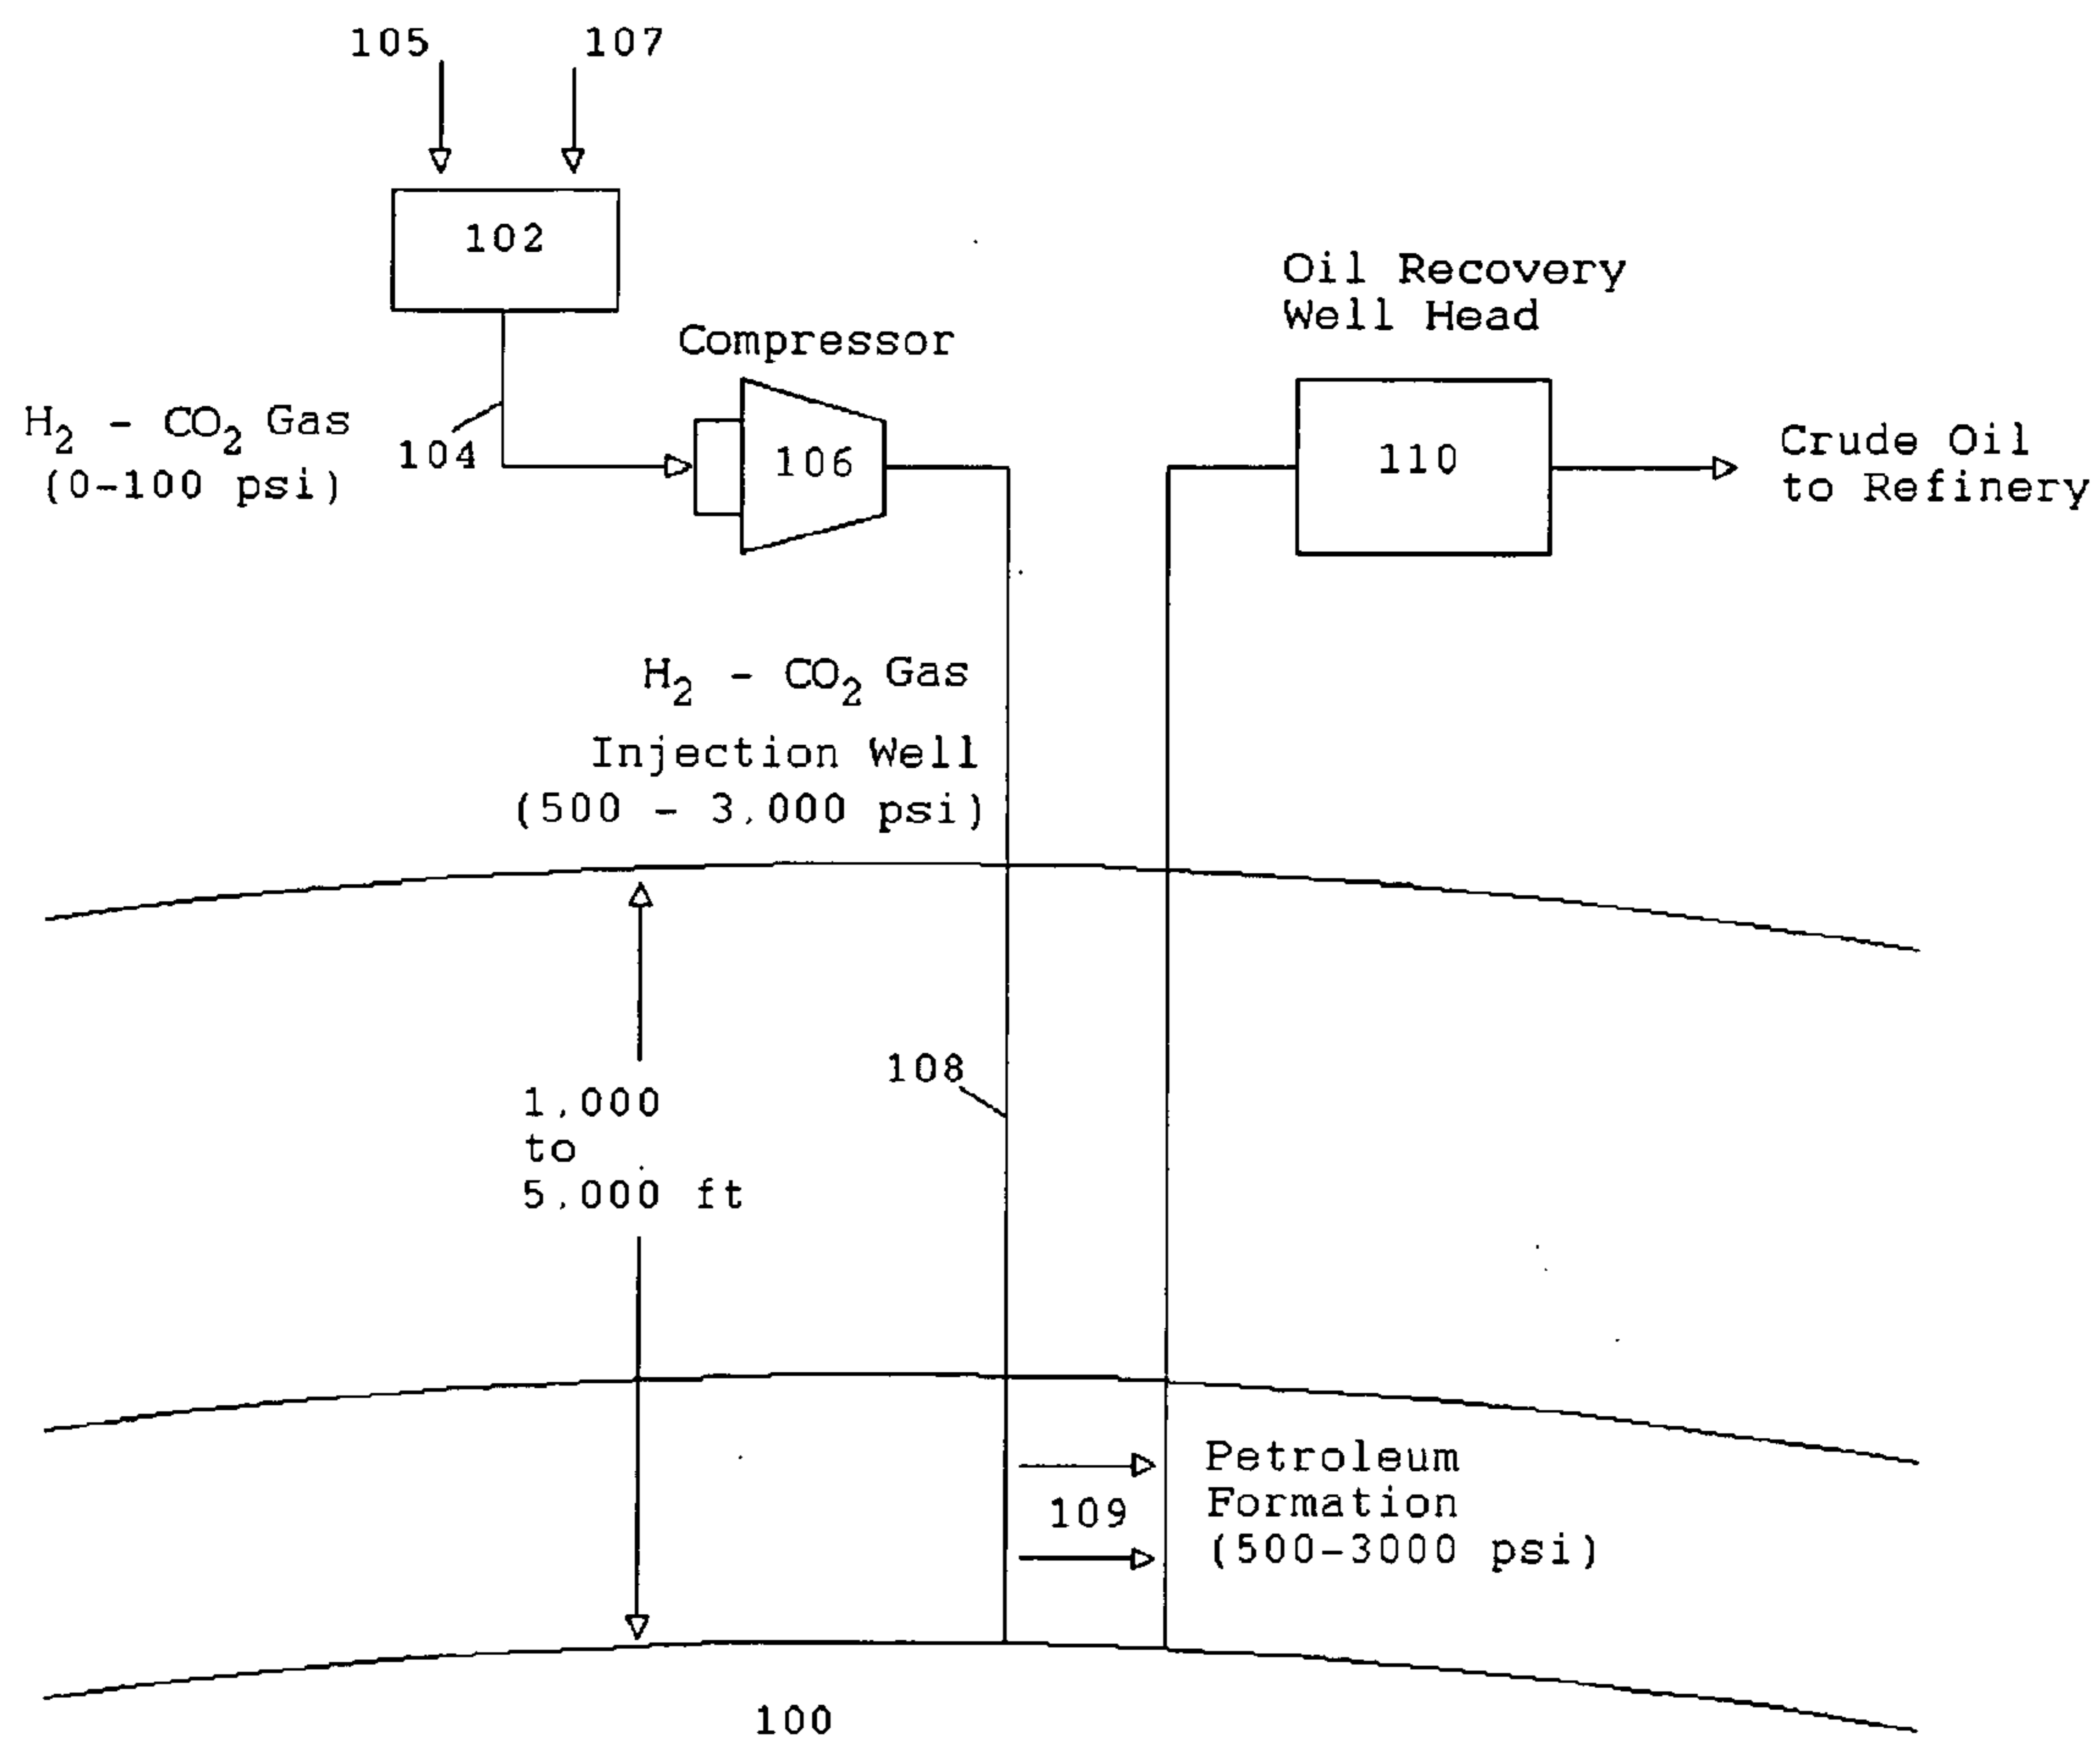 105
107
102
Oil Recovery
Well Head
Compressor
H2 - CO2 Gas
(0-100 psi)
104
106
110
Crude Oil
to Refinery
H2 - CO2 Gas
Injection Well
(500 - 3,000 psi)
108
1,000
to
5,000 ft
Petroleum
Formation
(500-3000 psi)
109
100